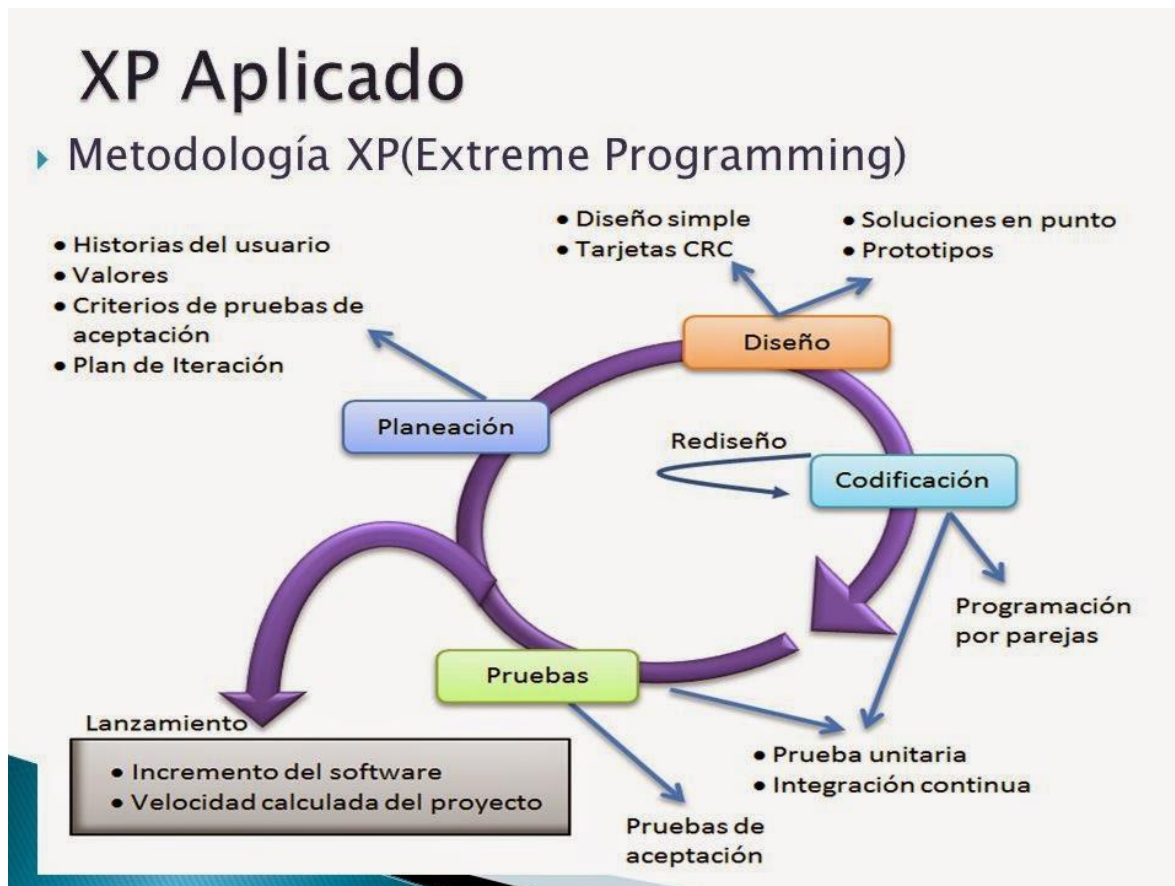 XP Aplicado
Metodología XP(Extreme Programming)
• Historias del usuario
• Valores
• Criterios de pruebas de
aceptación
• Plan de Iteración
• Diseño simple
• Tarjetas CRC
• Soluciones en punto
• Prototipos
Diseño
Planeación
Rediseño
Codificación
Programación
por parejas
Pruebas
Lanzamiento
• Incremento del software
• Velocidad calculada del proyecto
• Prueba unitaria
• Integración continua
Pruebas de
aceptación